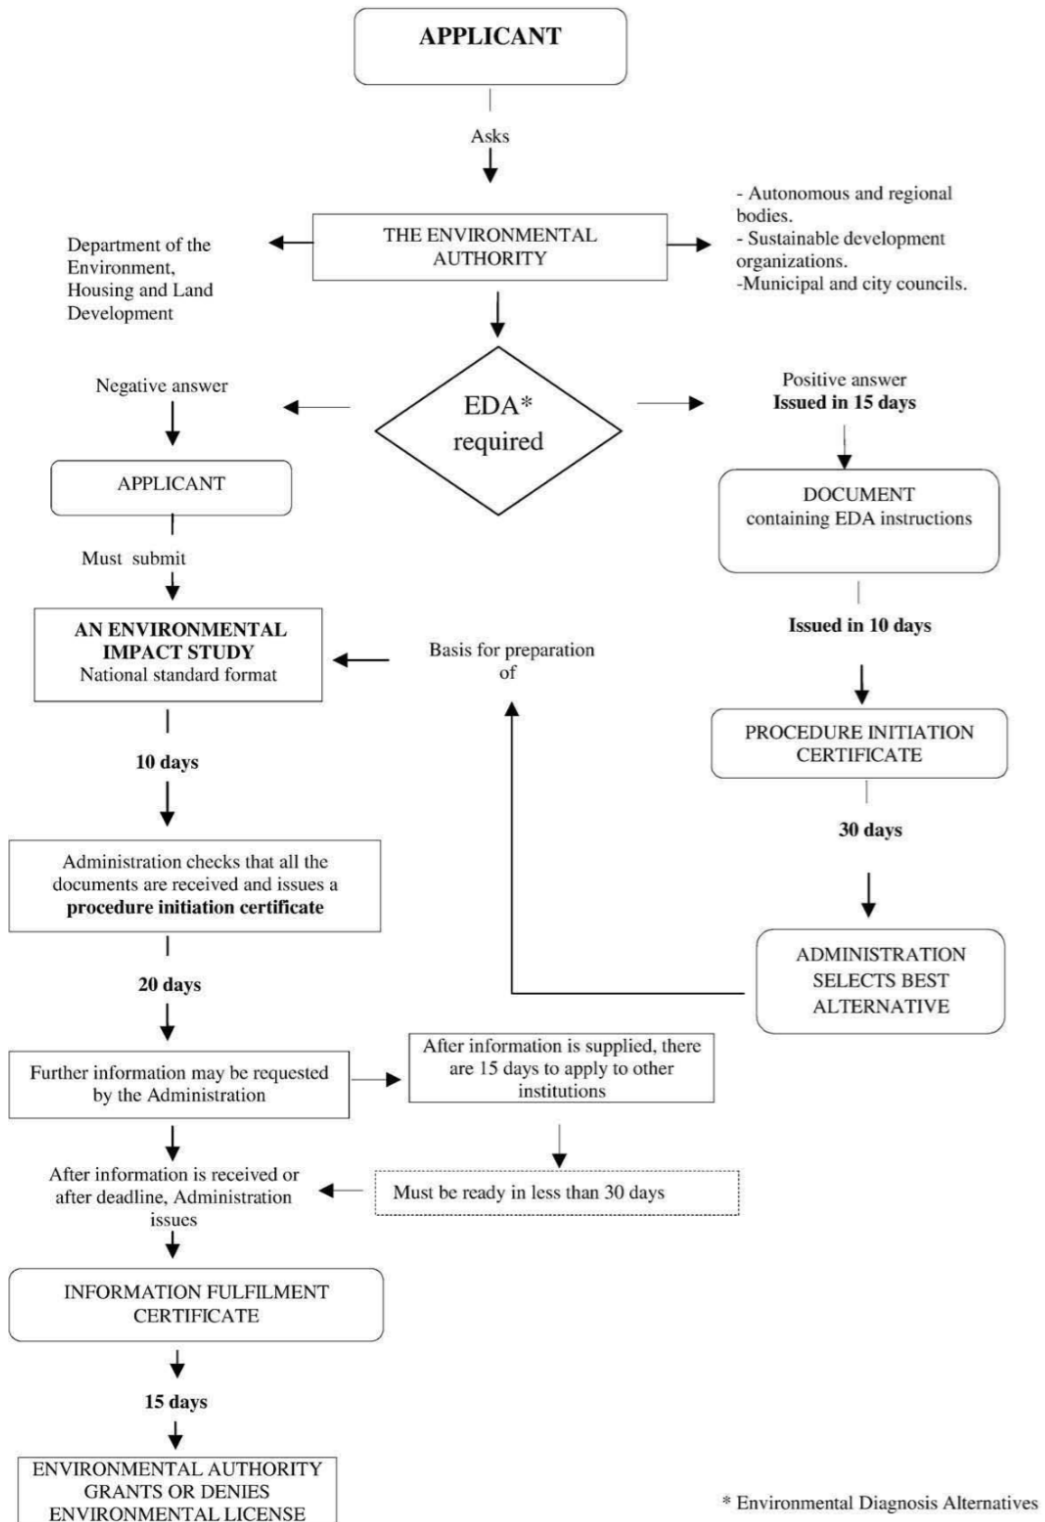 APPLICANT
Asks
THE ENVIRONMENTAL
AUTHORITY
Department of the
Environment,
Housing and Land
Development
- Autonomous and regional
bodies.
- Sustainable development
organizations.
-Municipal and city councils.
EDA*
required
Negative answer
APPLICANT
Must submit
AN ENVIRONMENTAL
IMPACT STUDY
National standard format
Positive answer
Issued in 15 days
DOCUMENT
containing EDA instructions
Issued in 10 days
PROCEDURE INITIATION
CERTIFICATE
30 days
ADMINISTRATION
SELECTS BEST
ALTERNATIVE
Basis for preparation
of
10 days
Administration checks that all the
documents are received and issues a
procedure initiation certificate
20 days
Further information may be requested
by the Administration
After information is supplied, there
are 15 days to apply to other
institutions
Must be ready in less than 30 days
After information is received or
after deadline, Administration
issues
INFORMATION FULFILMENT
CERTIFICATE
15 days
ENVIRONMENTAL AUTHORITY
GRANTS OR DENIES
ENVIRONMENTAL LICENSE
* Environmental Diagnosis Alternatives